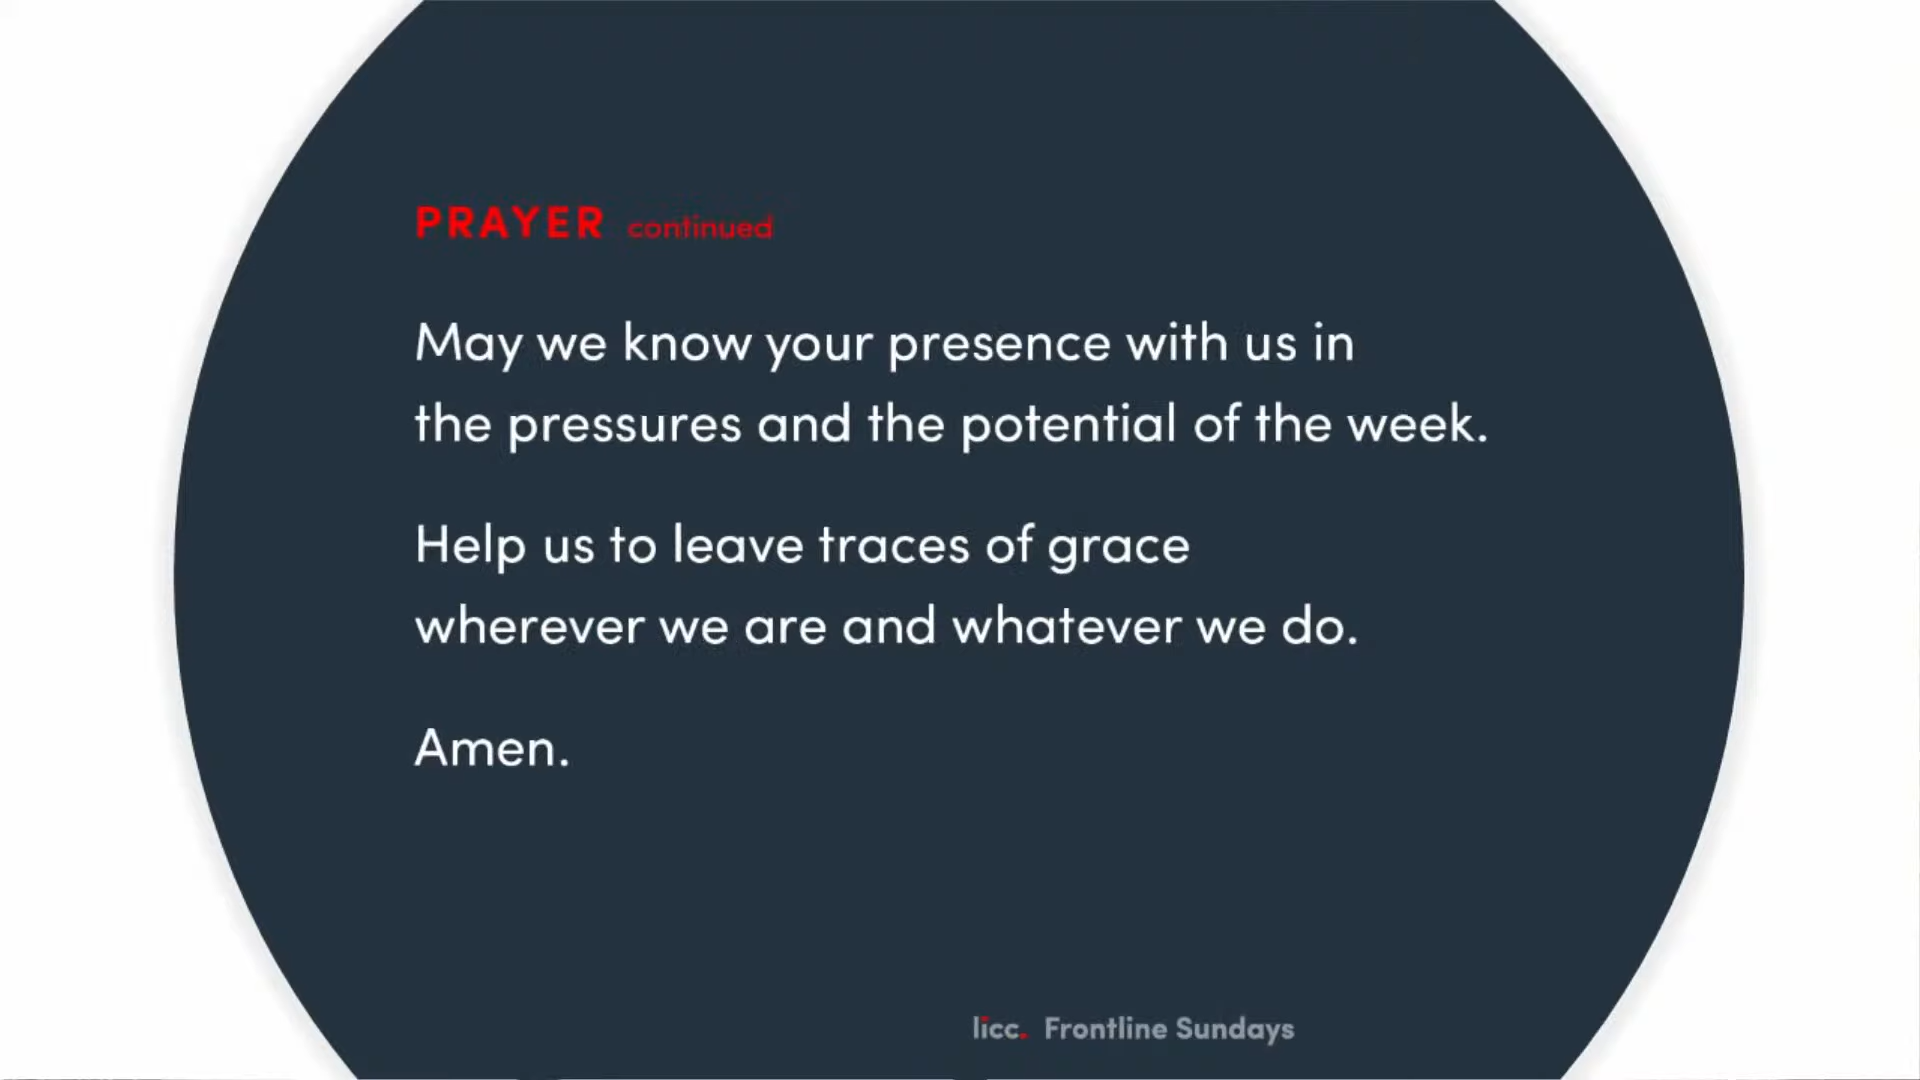 PRAYER continued
May we know your presence with us in
the pressures and the potential of the week.
Help us to leave traces of grace
wherever we are and whatever we do.
Amen.
licc. Frontline Sundays